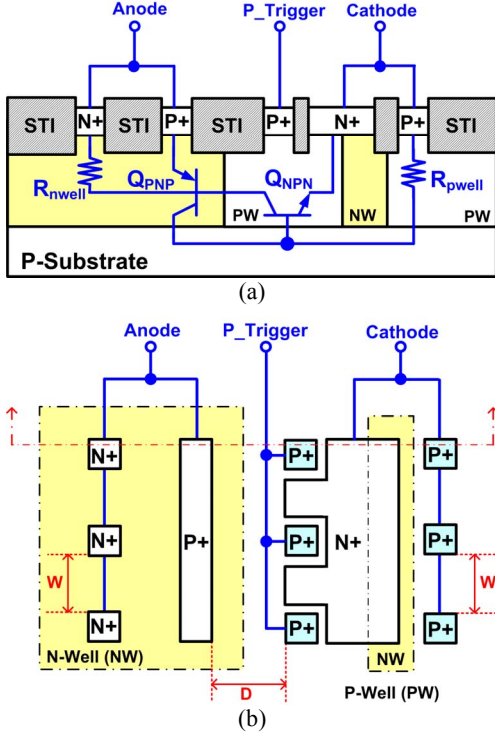 Anode P_Trigger Cathode
STI N+ STI P+ STI P+ N+ P+ STI
Rnwell QPNP QNPN Rpwell
PW NW PW
P-Substrate
(a)
Anode P_Trigger Cathode
N+ P+ P+
N+ P+ P+ N+ P+
W W
N+ P+ P+
N-Well (NW) NW
D P-Well (PW)
(b)